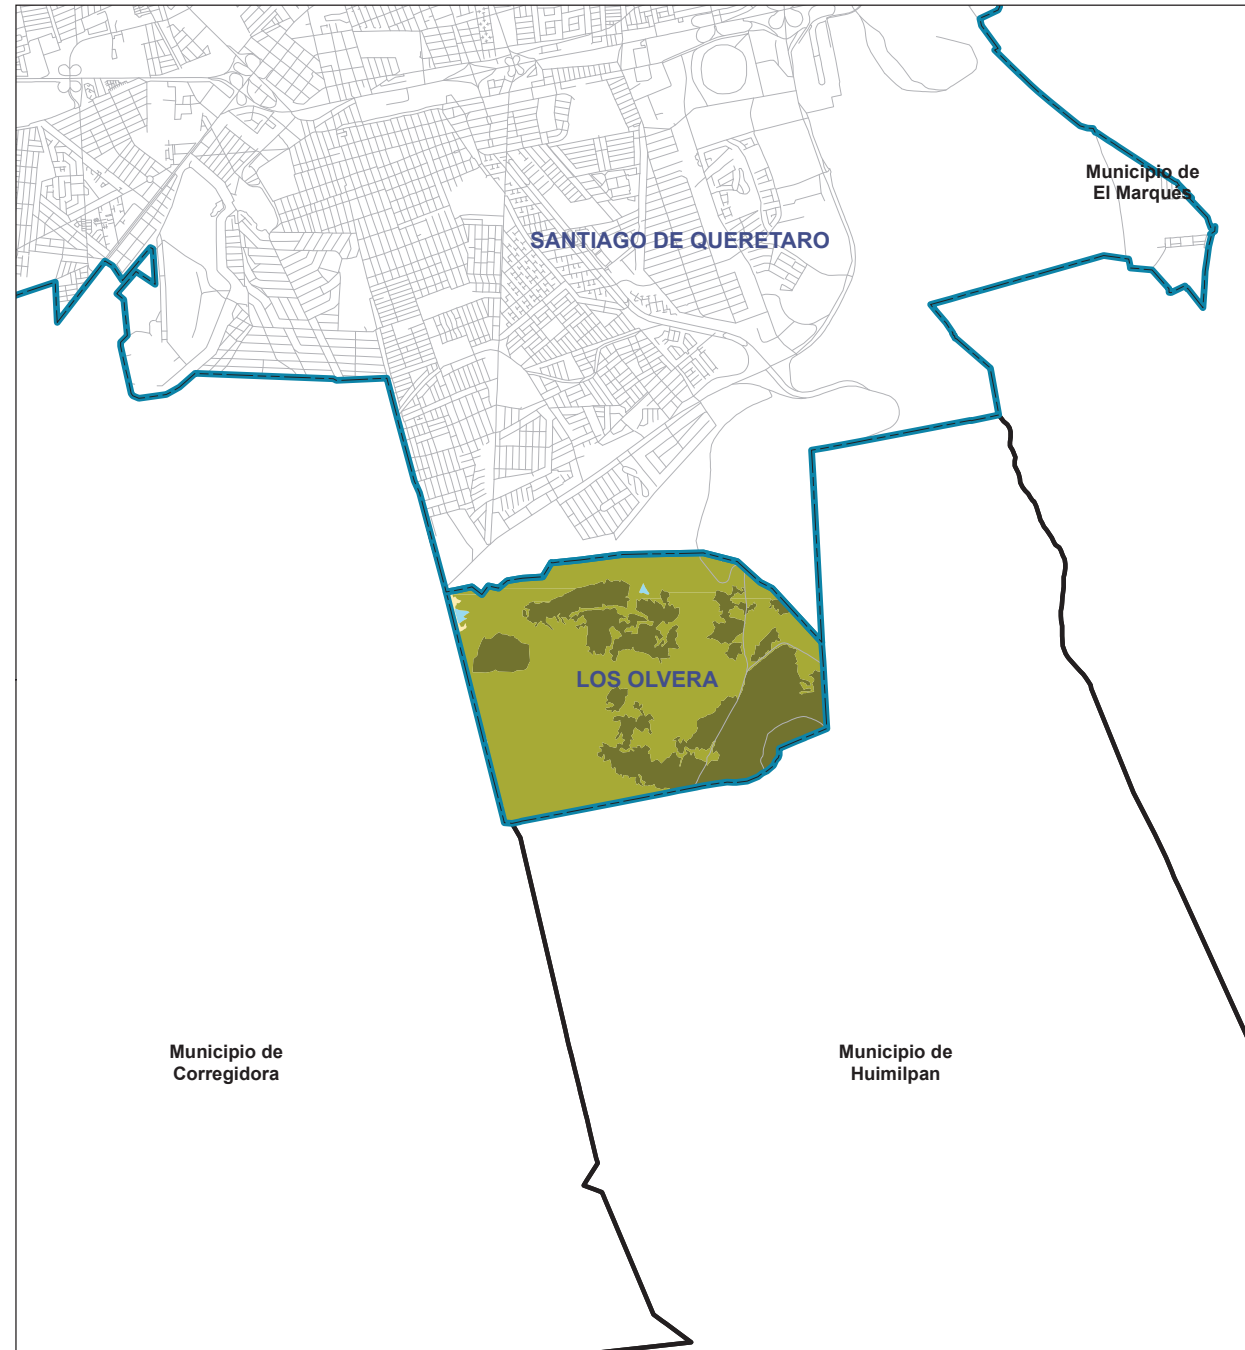 Municipio de
El Marqués
SANTIAGO DE QUERETARO
LOS OLVERA
Municipio de
Corregidora
Municipio de
Huimilpan